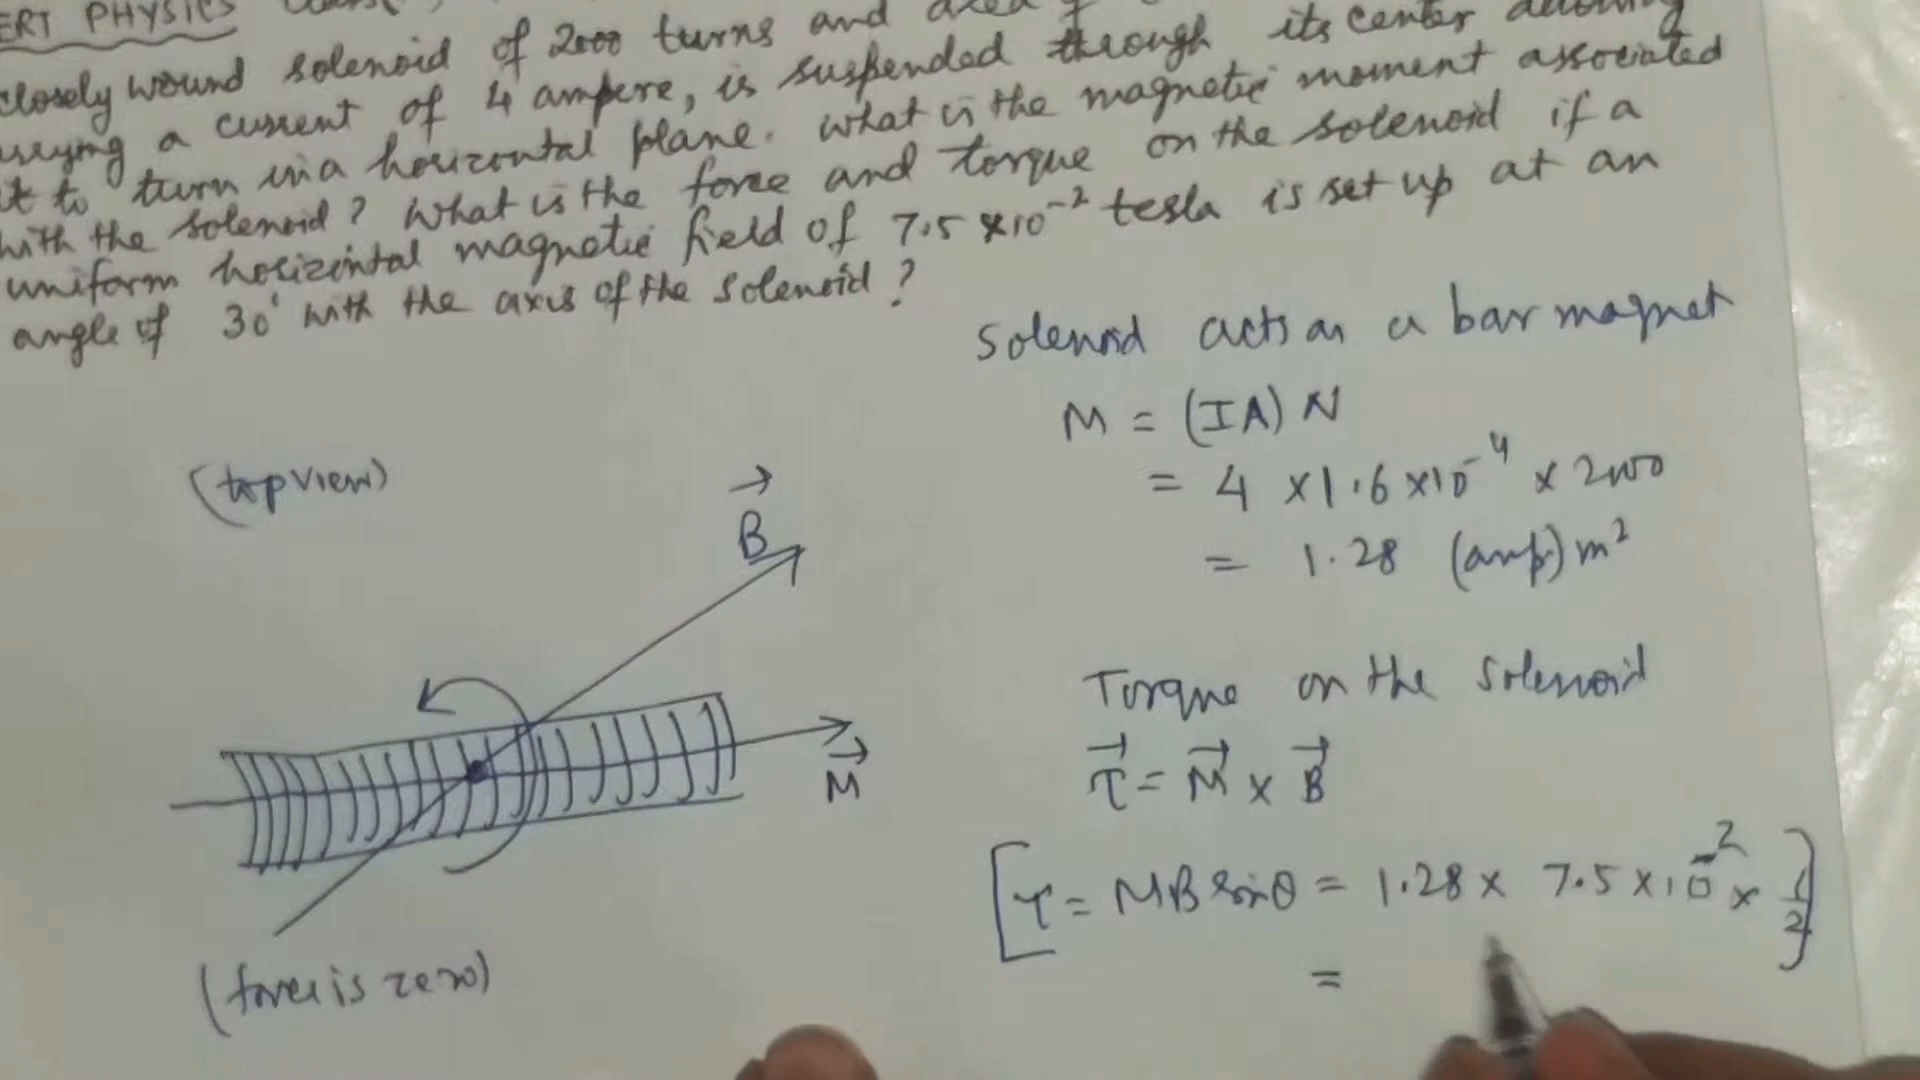 ERT PHYSICS
closely wound solenoid of 2000 turns and area
a current of 4 ampere, is suspended through its center allowing
it to turn in a horizontal plane. What is the magnetic moment associated
with the solenoid? What is the force and torque on the solenoid if a
uniform horizintal magnetic field of 7.5 × 10⁻² tesla is set up at an
angle of 30° with the axis of the solenoid?
Solenoid acts as a bar magnet
M = (IA) N
= 4 × 1.6 × 10⁻⁴ × 2000
= 1.28 (amp) m²
(top view)
B⃗
M⃗
(force is zero)
Torque on the solenoid
τ⃗ = M⃗ × B⃗
[τ = MB sinθ = 1.28 × 7.5 × 10⁻² × 1/2]
=